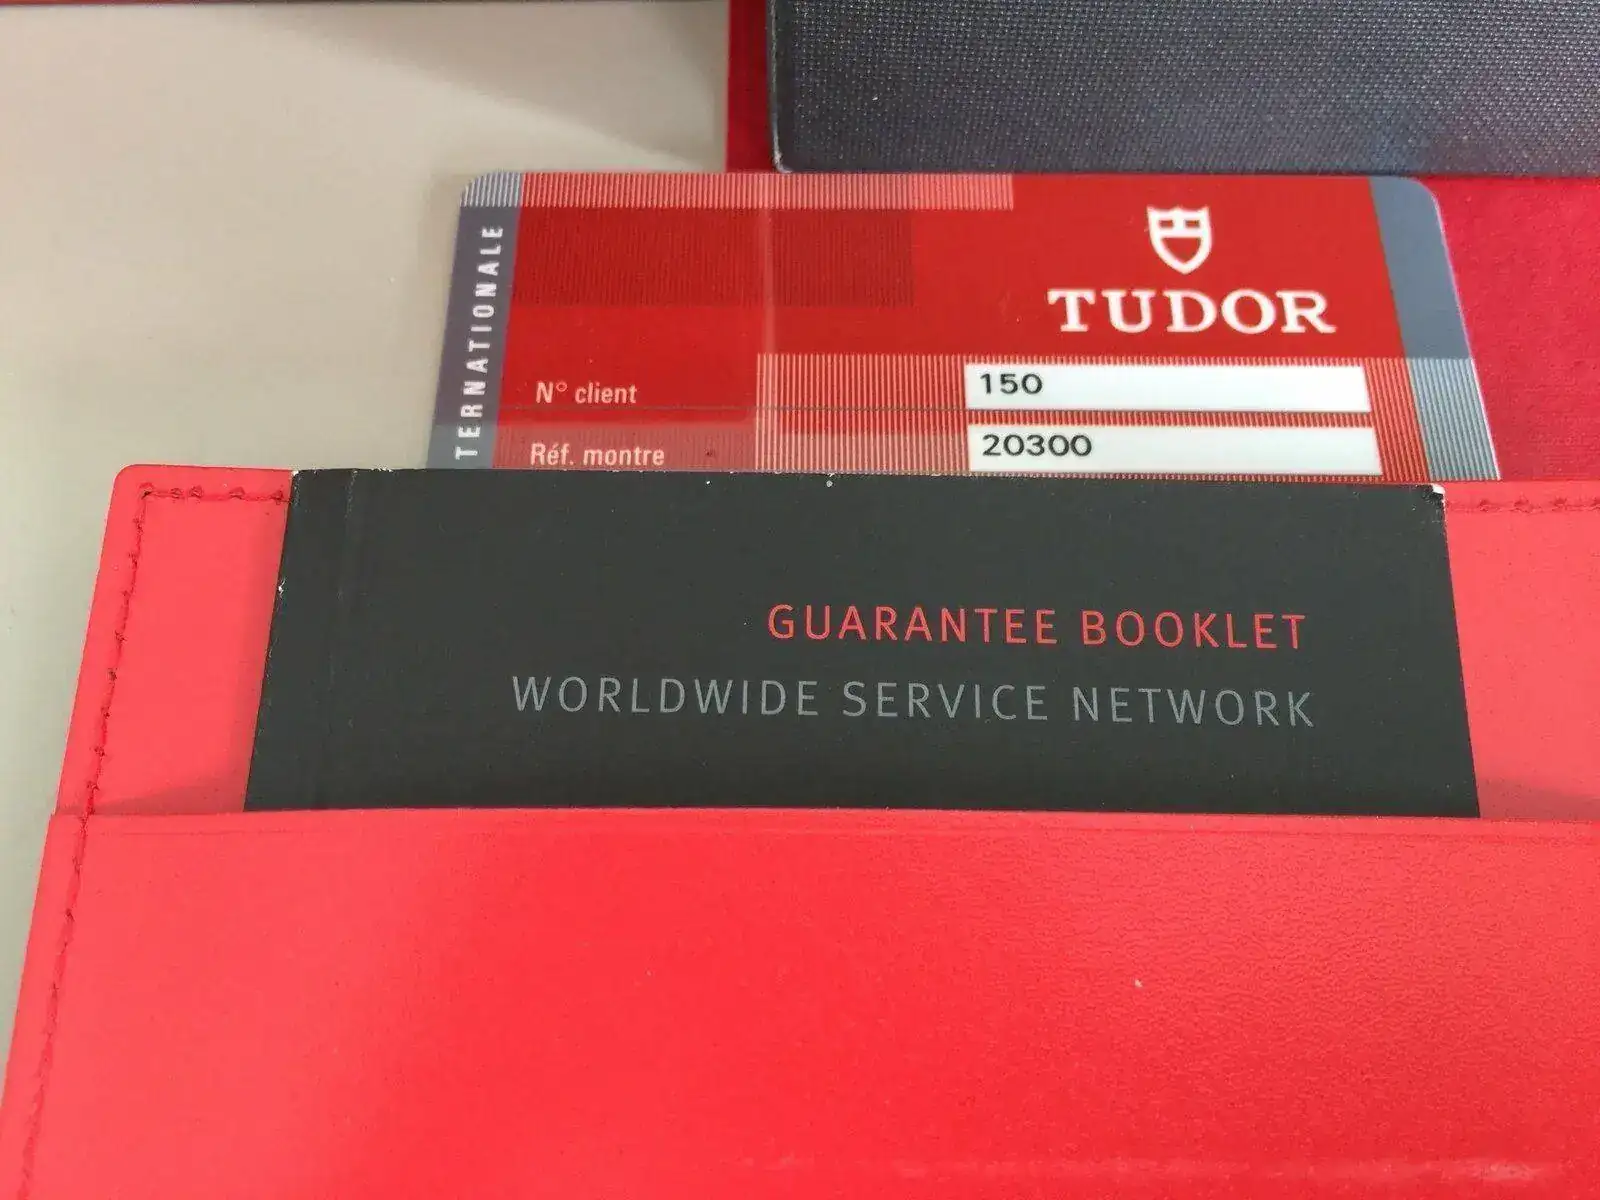 TERNATIONALE
TUDOR
N° client 150
Réf. montre 20300
GUARANTEE BOOKLET
WORLDWIDE SERVICE NETWORK